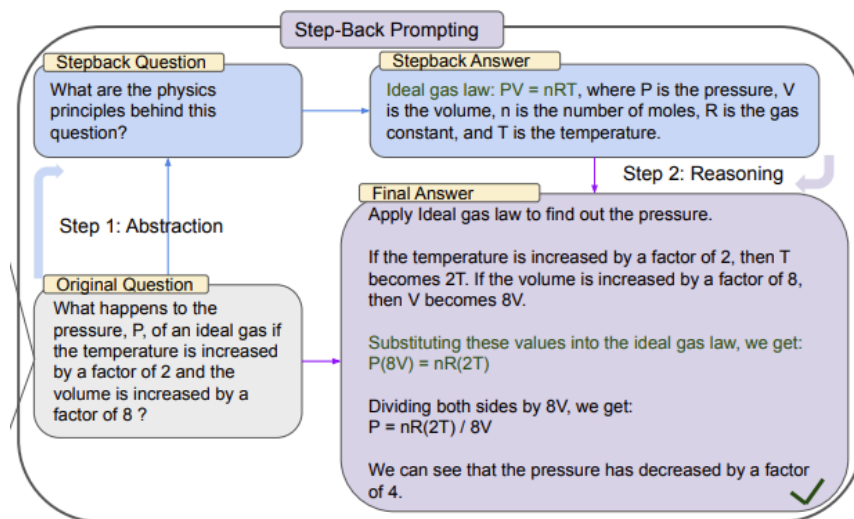 Step-Back Prompting
Stepback Question
What are the physics
principles behind this
question?
Stepback Answer
Ideal gas law: PV = nRT, where P is the pressure, V
is the volume, n is the number of moles, R is the gas
constant, and T is the temperature.
Step 1: Abstraction
Step 2: Reasoning
Original Question
What happens to the
pressure, P, of an ideal gas if
the temperature is increased
by a factor of 2 and the
volume is increased by a
factor of 8 ?
Final Answer
Apply Ideal gas law to find out the pressure.
If the temperature is increased by a factor of 2, then T
becomes 2T. If the volume is increased by a factor of 8,
then V becomes 8V.
Substituting these values into the ideal gas law, we get:
P(8V) = nR(2T)
Dividing both sides by 8V, we get:
P = nR(2T) / 8V
We can see that the pressure has decreased by a factor
of 4.